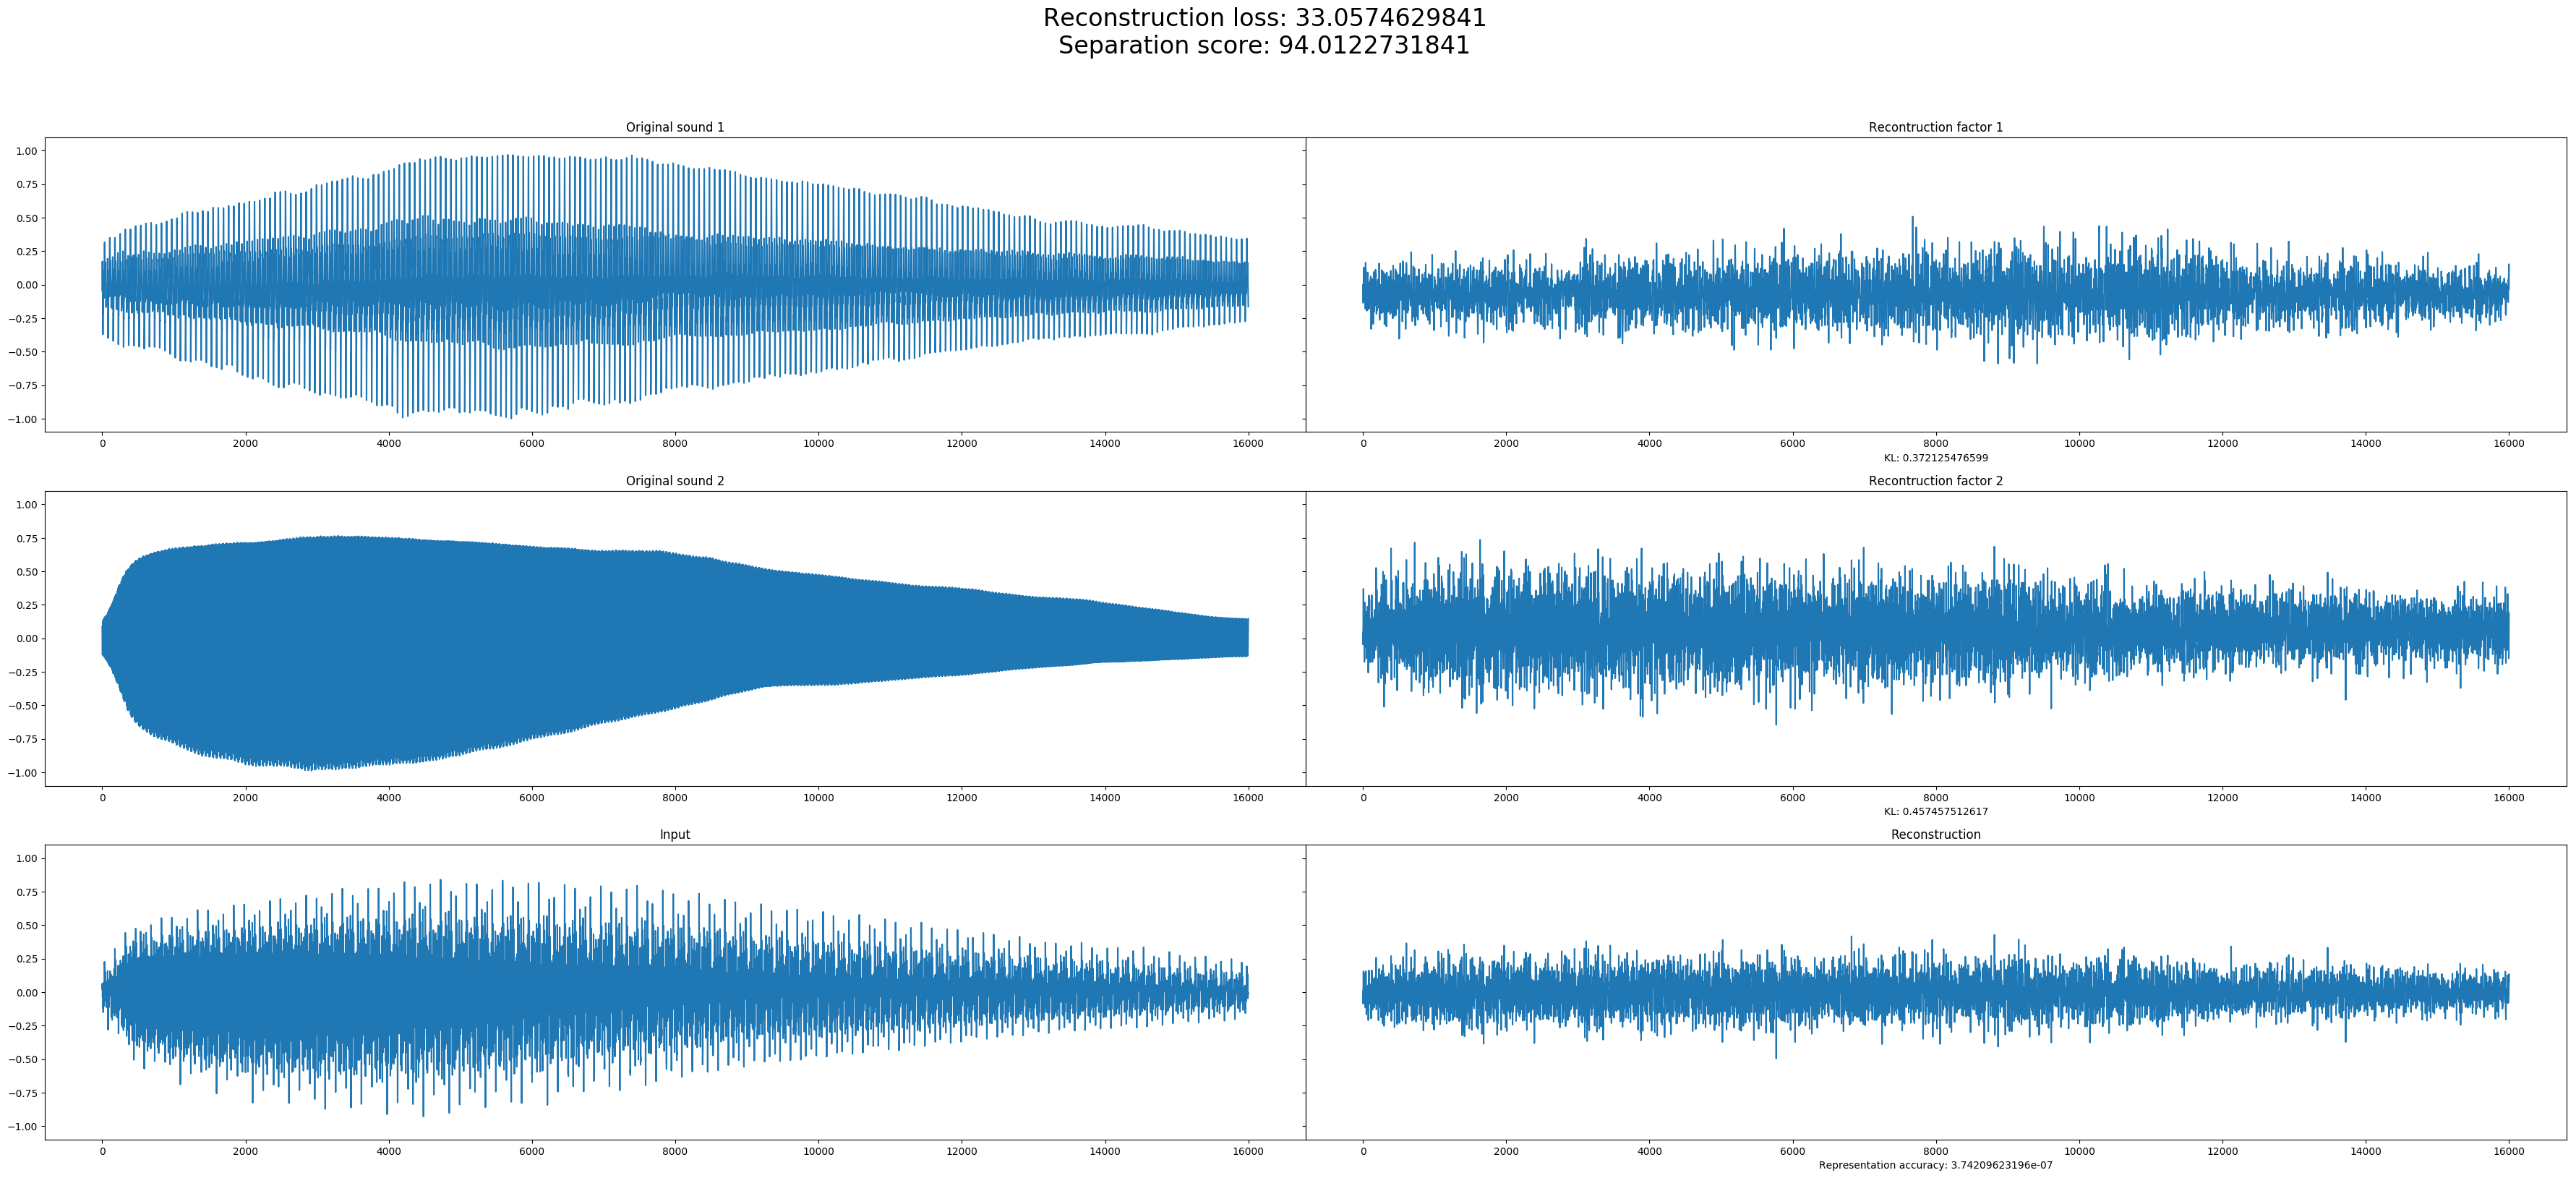 Reconstruction loss: 33.0574629841
Separation score: 94.0122731841
Original sound 1
Recontruction factor 1
1.00
0.75
0.50
0.25
0.00
−0.25
−0.50
−0.75
−1.00
0 2000 4000 6000 8000 10000 12000 14000 16000
0 2000 4000 6000 8000 10000 12000 14000 16000
KL: 0.372125476599
Original sound 2
Recontruction factor 2
1.00
0.75
0.50
0.25
0.00
−0.25
−0.50
−0.75
−1.00
0 2000 4000 6000 8000 10000 12000 14000 16000
0 2000 4000 6000 8000 10000 12000 14000 16000
KL: 0.457457512617
Input
Reconstruction
1.00
0.75
0.50
0.25
0.00
−0.25
−0.50
−0.75
−1.00
0 2000 4000 6000 8000 10000 12000 14000 16000
0 2000 4000 6000 8000 10000 12000 14000 16000
Representation accuracy: 3.74209623196e-07